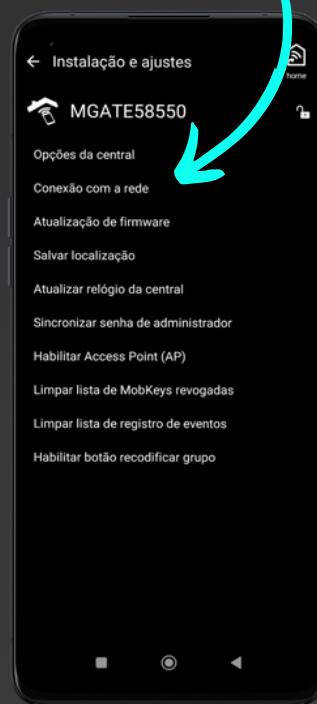 Instalação e ajustes
home
MGATE58550
Opções da central
Conexão com a rede
Atualização de firmware
Salvar localização
Atualizar relógio da central
Sincronizar senha de administrador
Habilitar Access Point (AP)
Limpar lista de MobKeys revogadas
Limpar lista de registro de eventos
Habilitar botão recodificar grupo